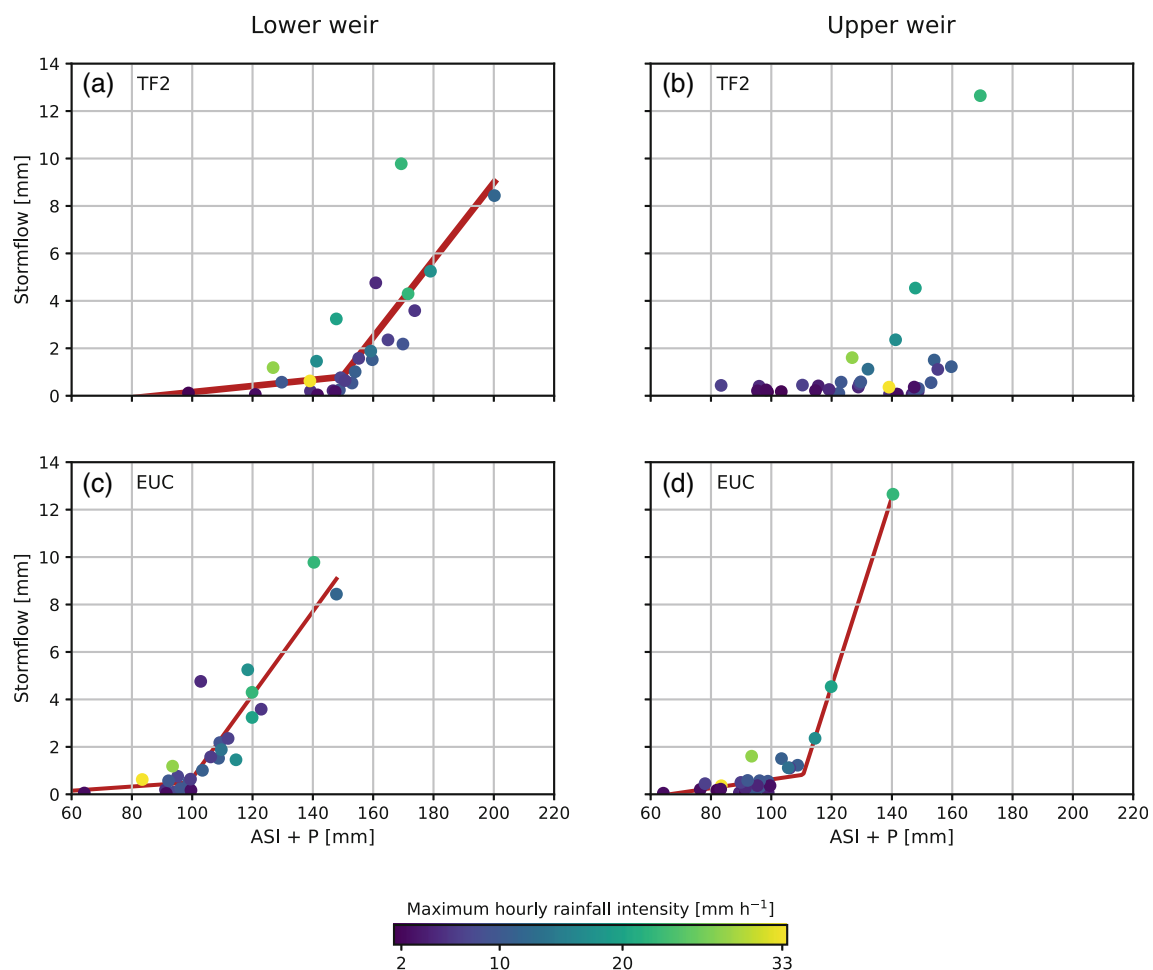 Lower weir
Upper weir
(a) TF2
(b) TF2
Stormflow [mm]
14
12
10
8
6
4
2
0
(c) EUC
(d) EUC
Stormflow [mm]
14
12
10
8
6
4
2
0
60 80 100 120 140 160 180 200 220
60 80 100 120 140 160 180 200 220
ASI + P [mm]
ASI + P [mm]
Maximum hourly rainfall intensity [mm h⁻¹]
2 10 20 33